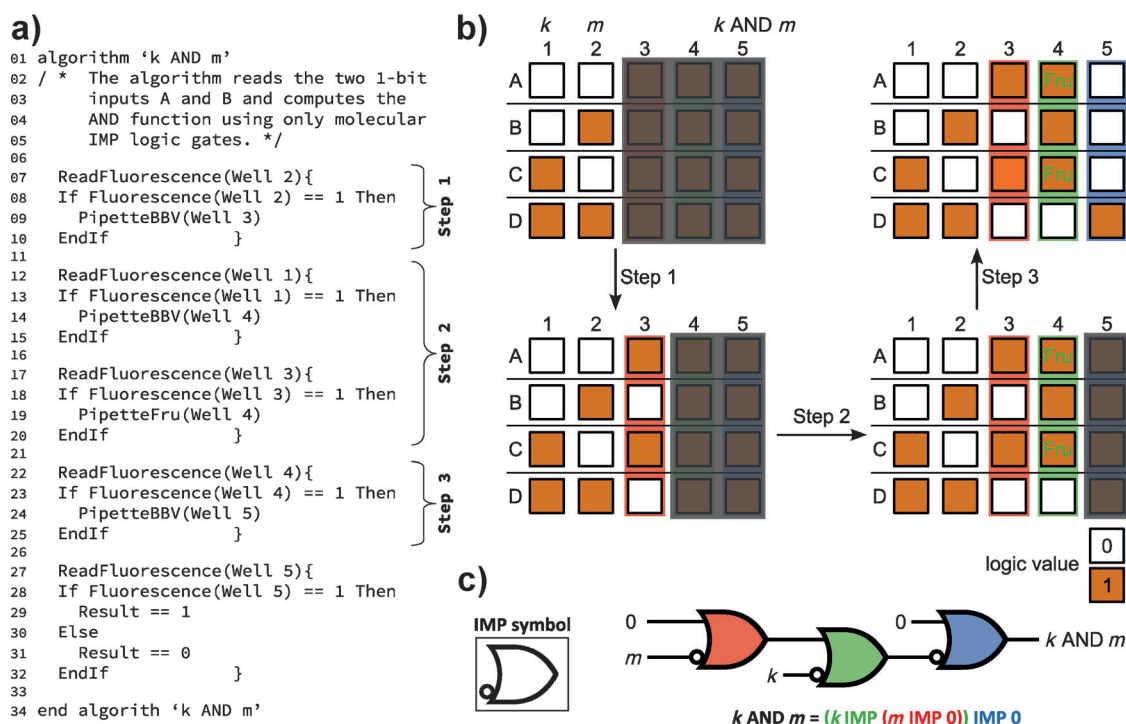 a)
01 algorithm ‘k AND m’
02 / * The algorithm reads the two 1-bit
03 inputs A and B and computes the
04 AND function using only molecular
05 IMP logic gates. */
06
07 ReadFluorescence(Well 2){
08 If Fluorescence(Well 2) == 1 Then
09 PipetteBBV(Well 3)
10 EndIf }
11
12 ReadFluorescence(Well 1){
13 If Fluorescence(Well 1) == 1 Then
14 PipetteBBV(Well 4)
15 EndIf }
16
17 ReadFluorescence(Well 3){
18 If Fluorescence(Well 3) == 1 Then
19 PipetteFru(Well 4)
20 EndIf }
21
22 ReadFluorescence(Well 4){
23 If Fluorescence(Well 4) == 1 Then
24 PipetteBBV(Well 5)
25 EndIf }
26
27 ReadFluorescence(Well 5){
28 If Fluorescence(Well 5) == 1 Then
29 Result == 1
30 Else
31 Result == 0
32 EndIf }
33
34 end algorith ‘k AND m’
Step 1
Step 2
Step 3
b)
k m k AND m
1 2 3 4 5
A
B
C
D
1 2 3 4 5
A Fru
B
C Fru
D
Step 1
Step 3
1 2 3 4 5
A
B
C
D
Step 2
1 2 3 4 5
A Fru
B
C Fru
D
logic value
0
1
c)
IMP symbol
0
m
k
0
k AND m
k AND m = (k IMP (m IMP 0)) IMP 0